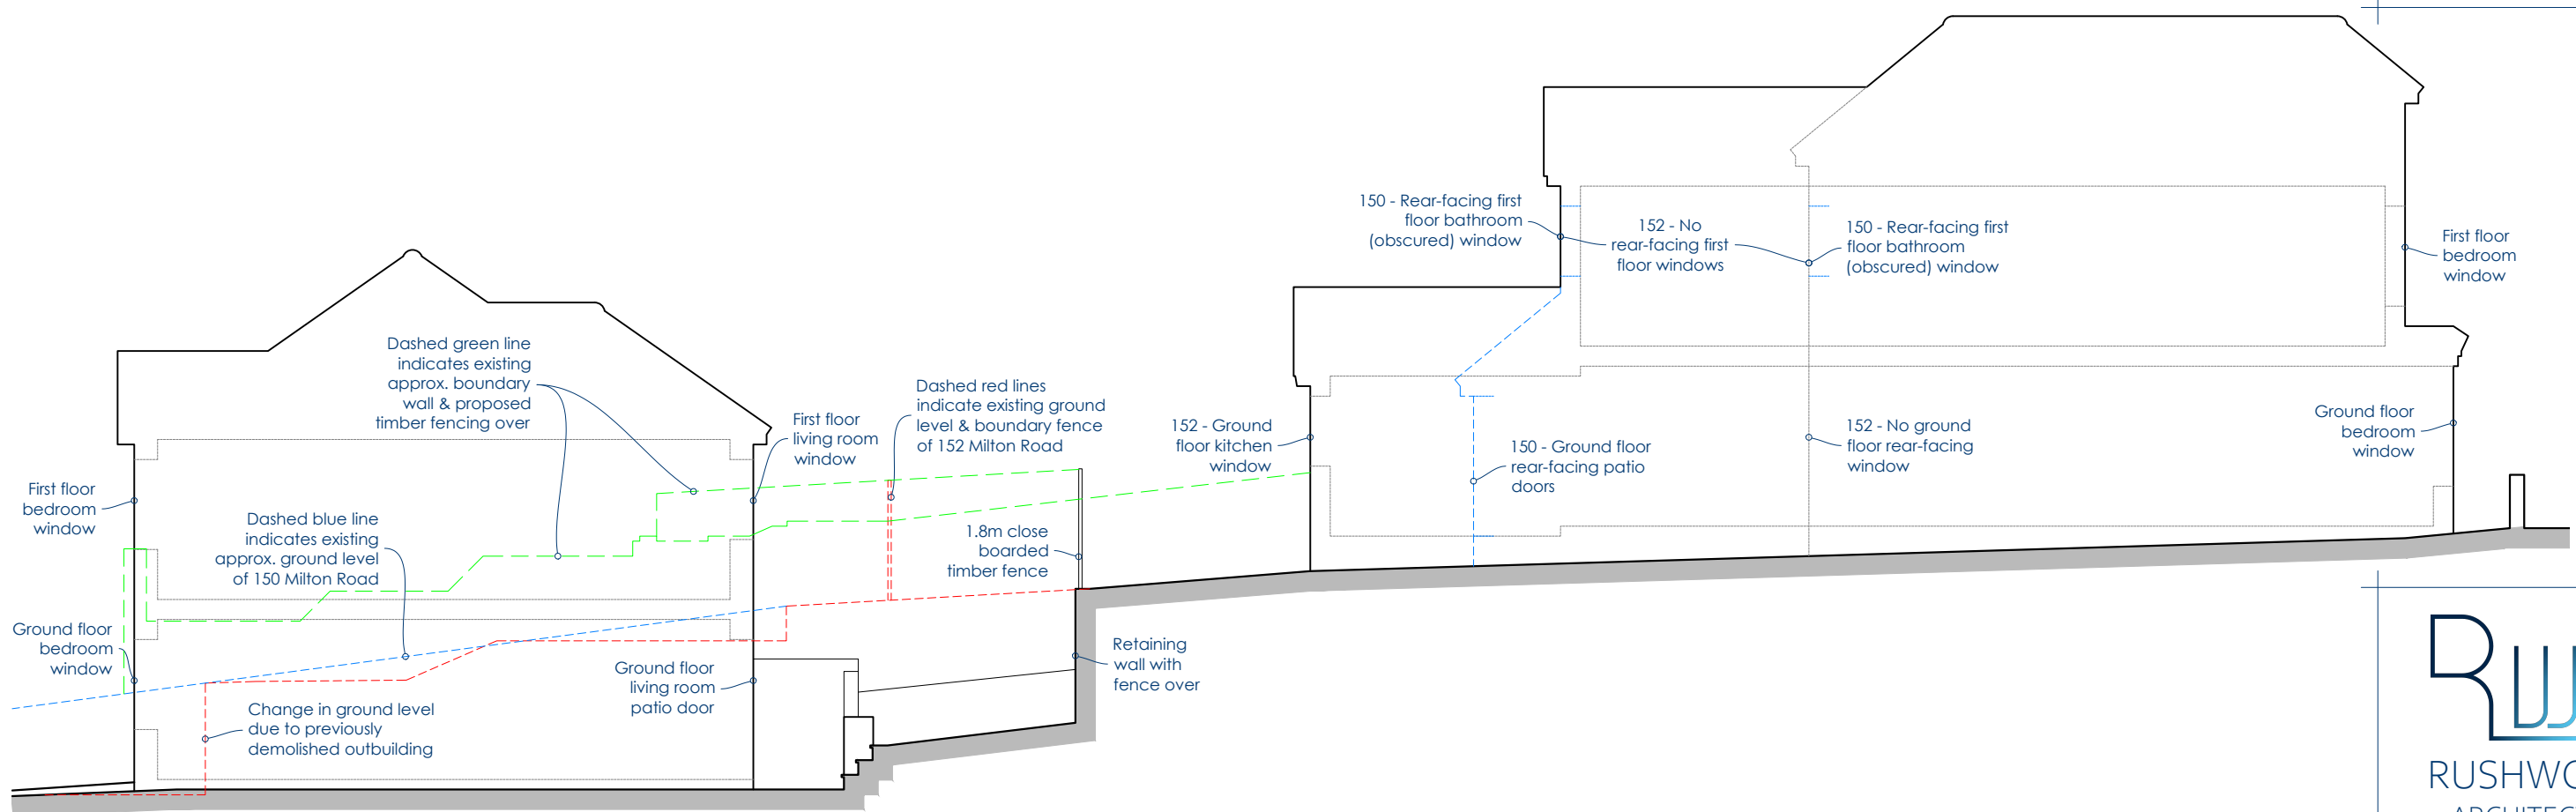 Dashed green line
indicates existing
approx. boundary
wall & proposed
timber fencing over
First floor
bedroom
window
Dashed blue line
indicates existing
approx. ground level
of 150 Milton Road
Ground floor
bedroom
window
Change in ground level
due to previously
demolished outbuilding
Ground floor
living room
patio door
First floor
living room
window
Dashed red lines
indicate existing ground
level & boundary fence
of 152 Milton Road
1.8m close
boarded
timber fence
Retaining
wall with
fence over
152 - Ground
floor kitchen
window
150 - Rear-facing first
floor bathroom
(obscured) window
152 - No
rear-facing first
floor windows
150 - Rear-facing first
floor bathroom
(obscured) window
150 - Ground floor
rear-facing patio
doors
152 - No ground
floor rear-facing
window
First floor
bedroom
window
Ground floor
bedroom
window